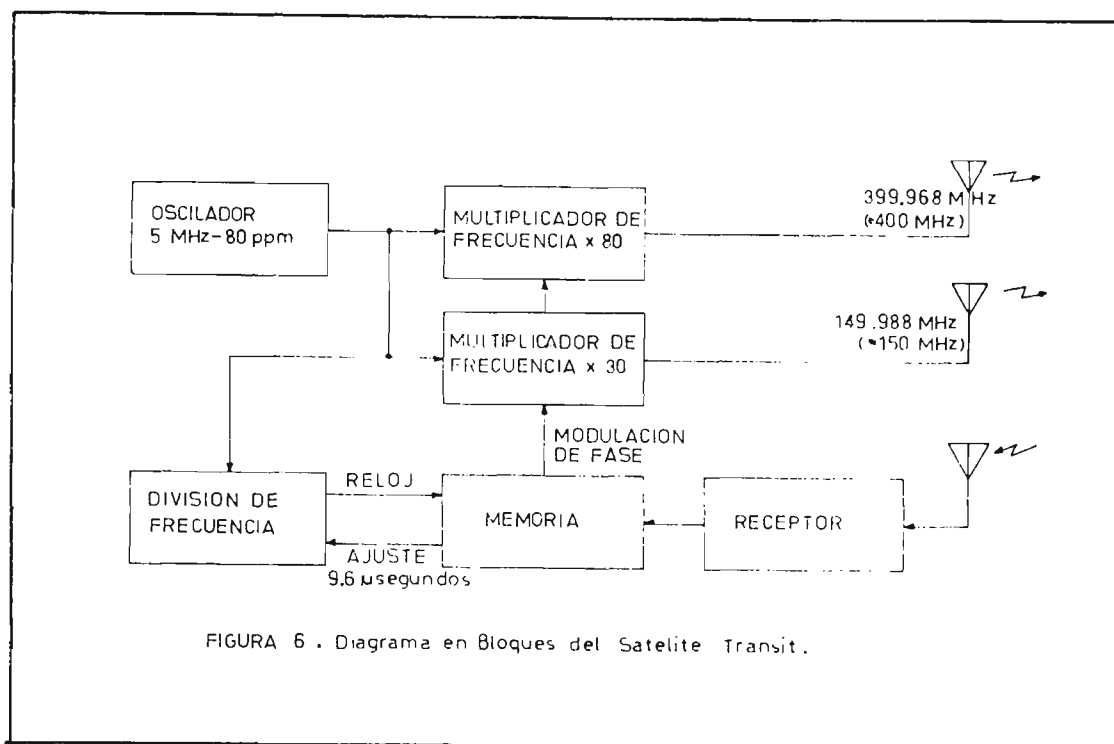 OSCILADOR
5 MHz-80 ppm
MULTIPLICADOR DE
FRECUENCIA x 80
399.968 MHz
(≈400 MHz)
MULTIPLICADOR DE
FRECUENCIA x 30
149.988 MHz
(≈150 MHz)
MODULACION
DE FASE
DIVISION DE
FRECUENCIA
RELOJ
AJUSTE
9.6 µsegundos
MEMORIA
RECEPTOR
FIGURA 6 . Diagrama en Bloques del Satelite Transit.